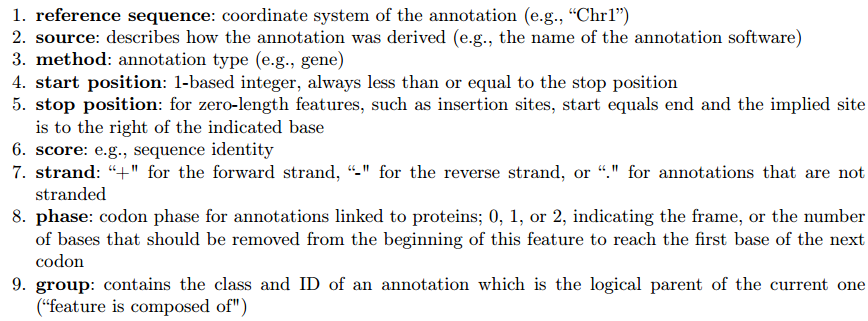 1. reference sequence: coordinate system of the annotation (e.g., “Chr1”)
2. source: describes how the annotation was derived (e.g., the name of the annotation software)
3. method: annotation type (e.g., gene)
4. start position: 1-based integer, always less than or equal to the stop position
5. stop position: for zero-length features, such as insertion sites, start equals end and the implied site
is to the right of the indicated base
6. score: e.g., sequence identity
7. strand: “+" for the forward strand, “-" for the reverse strand, or “." for annotations that are not
stranded
8. phase: codon phase for annotations linked to proteins; 0, 1, or 2, indicating the frame, or the number
of bases that should be removed from the beginning of this feature to reach the first base of the next
codon
9. group: contains the class and ID of an annotation which is the logical parent of the current one
(“feature is composed of")